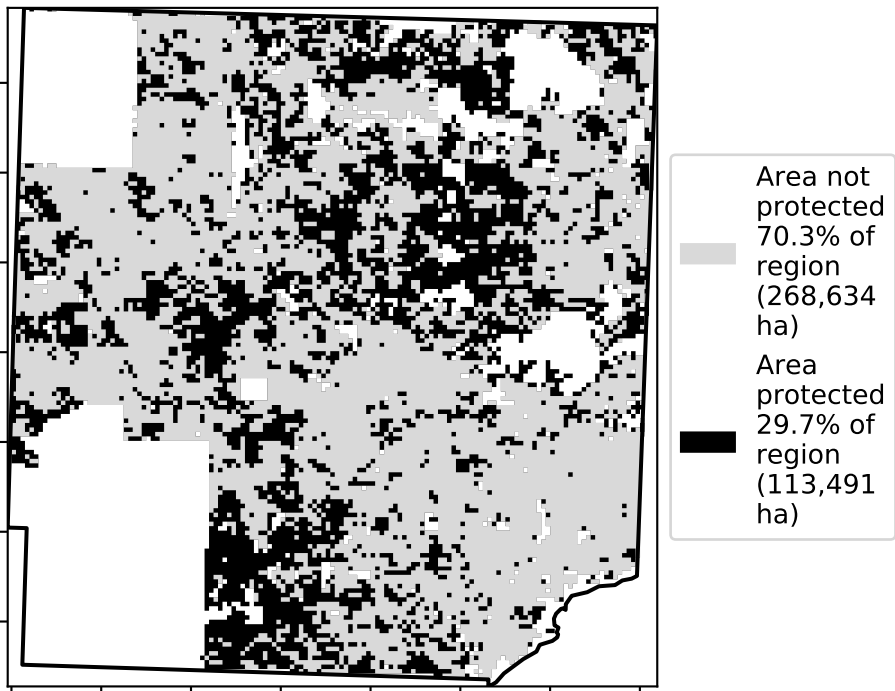 Area not
protected
70.3% of
region
(268,634
ha)
Area
protected
29.7% of
region
(113,491
ha)